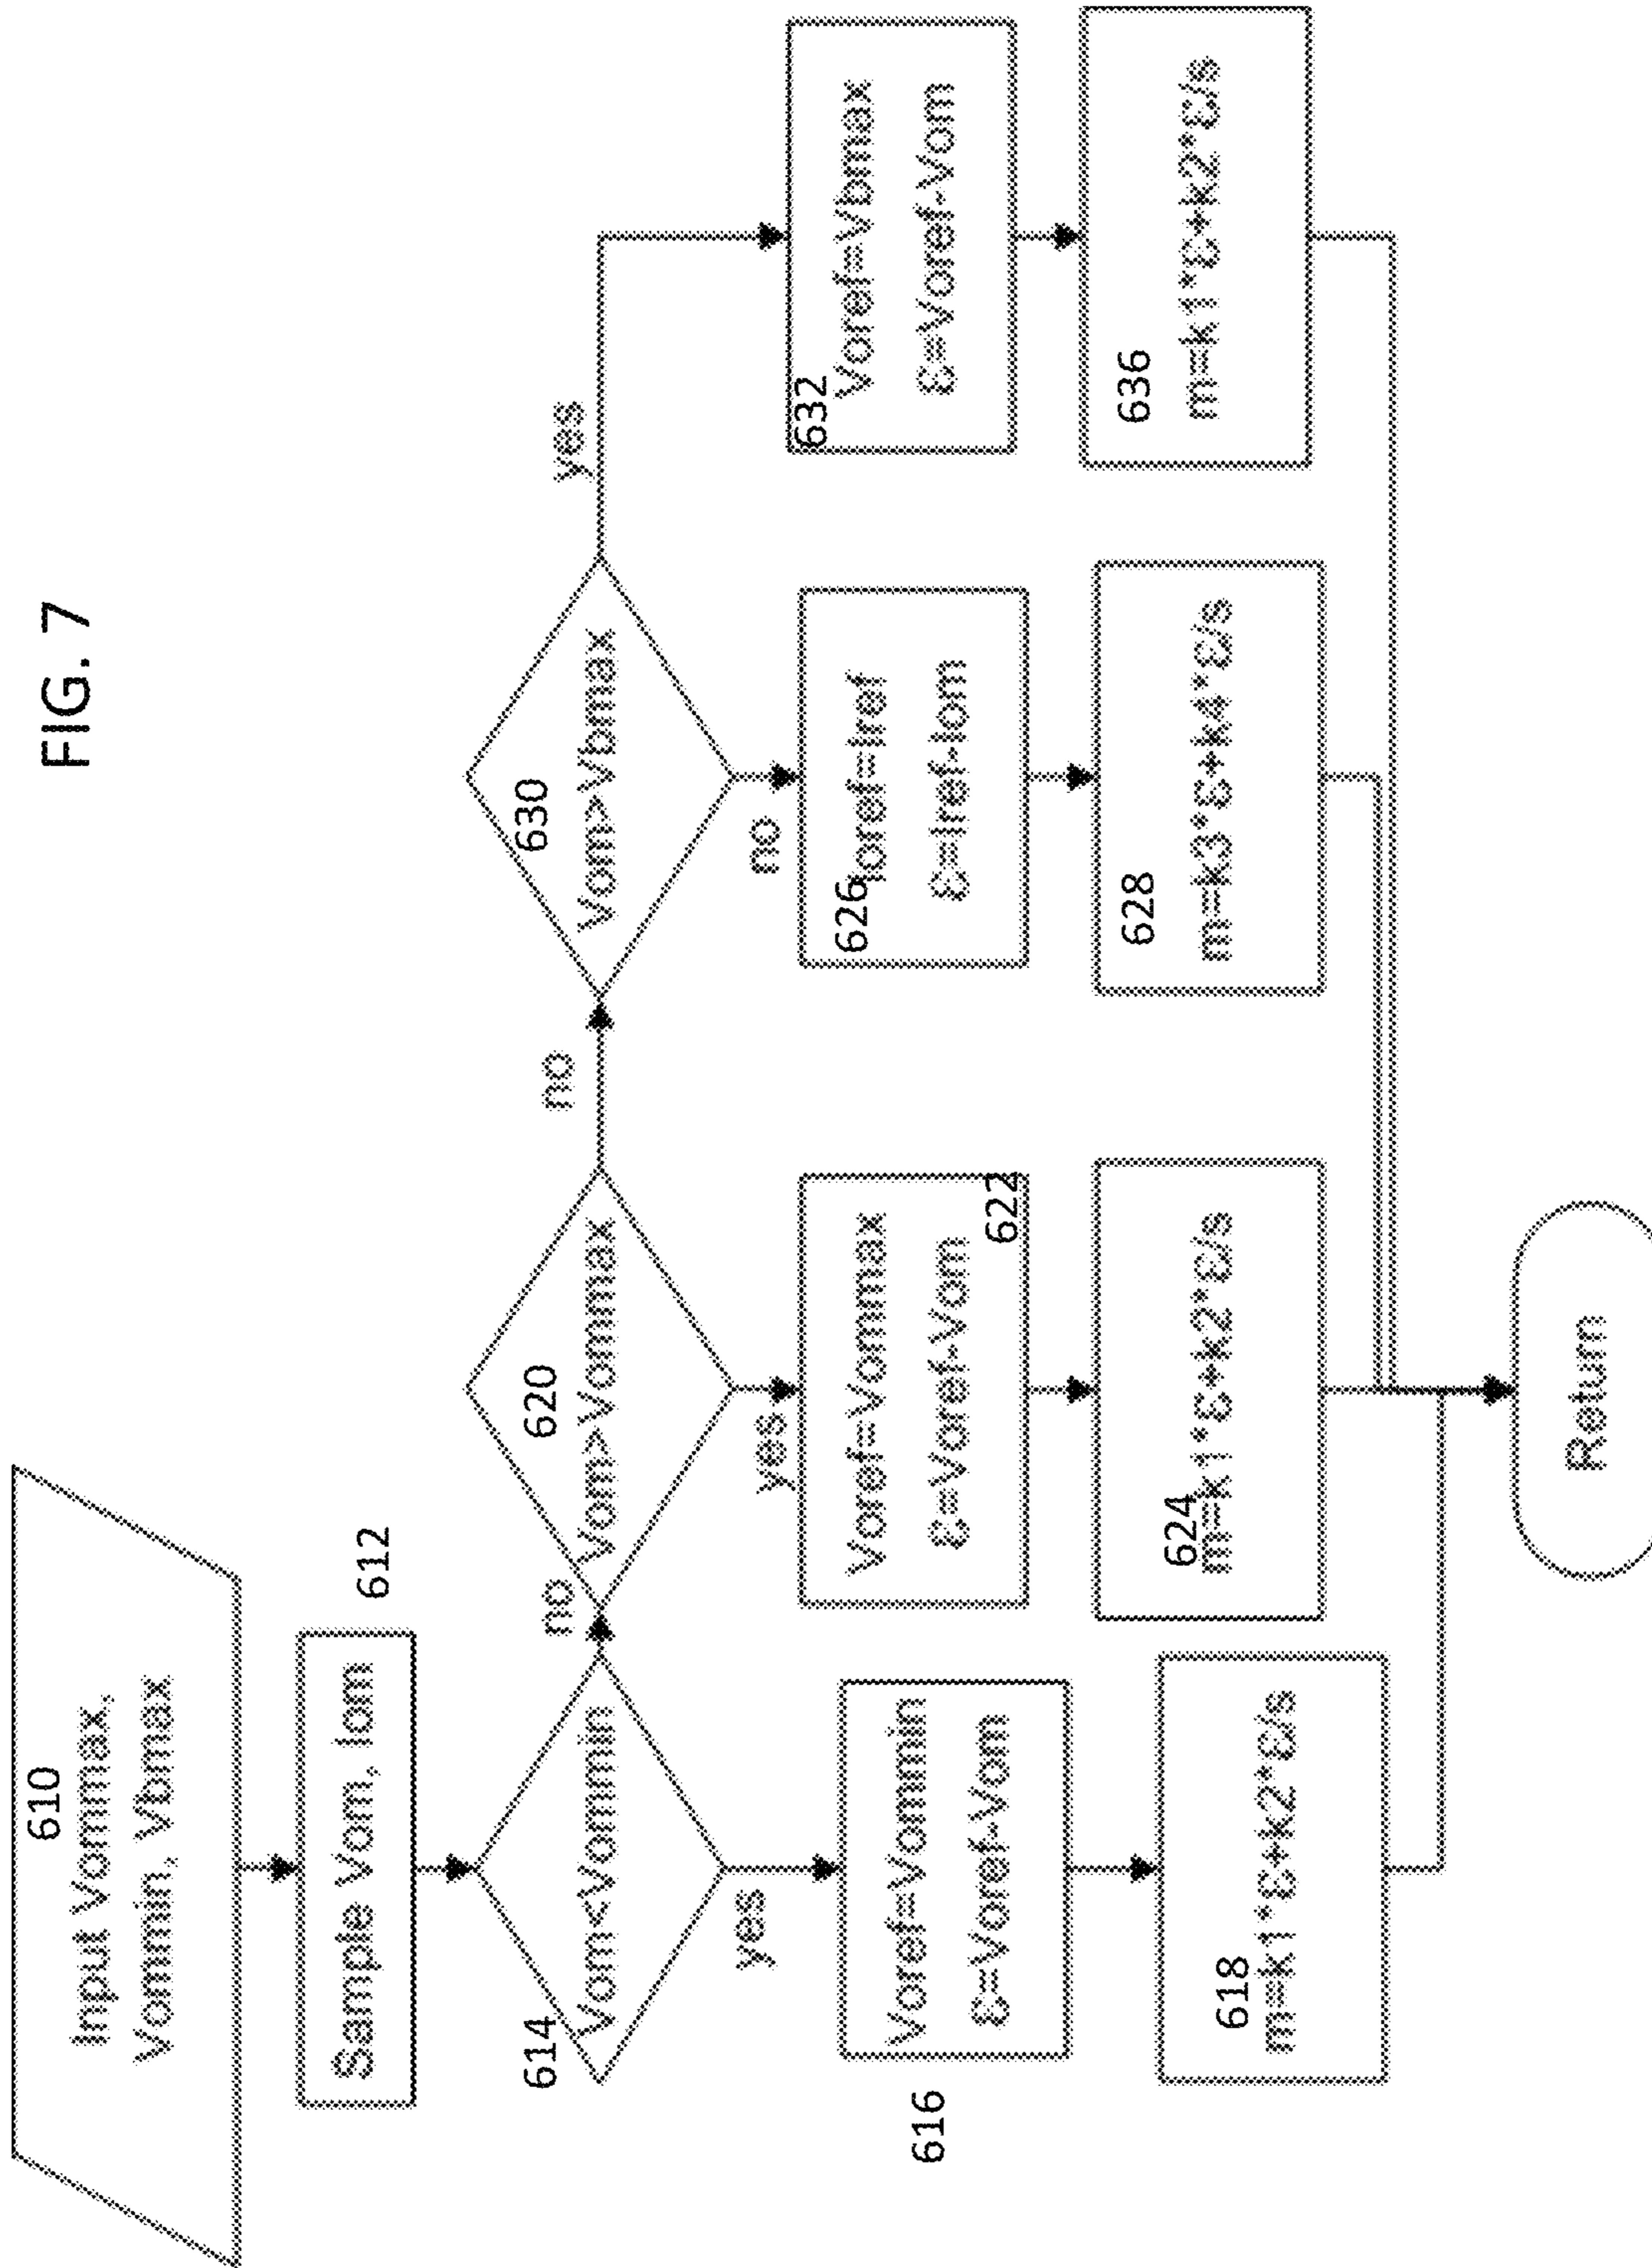 FIG. 7
610
Input Vommax,
Vommin, Vbmax
Sample Vom, Iom
612
614
Vom<Vommin
no
yes
620
Vom>Vommax
no
yes
630
Vom>Vbmax
yes
no
616
Voref=Vommin
ε=Voref-Vom
622
Voref=Vommax
ε=Voref-Vom
626
Ioref=Iref
ε=Iref-Iom
632
Voref=Vbmax
ε=Voref-Vom
618
m=k1*ε+k2*ε/s
624
m=k1*ε+k2*ε/s
628
m=k3*ε+k4*ε/s
636
m=k1*ε+k2*ε/s
Return